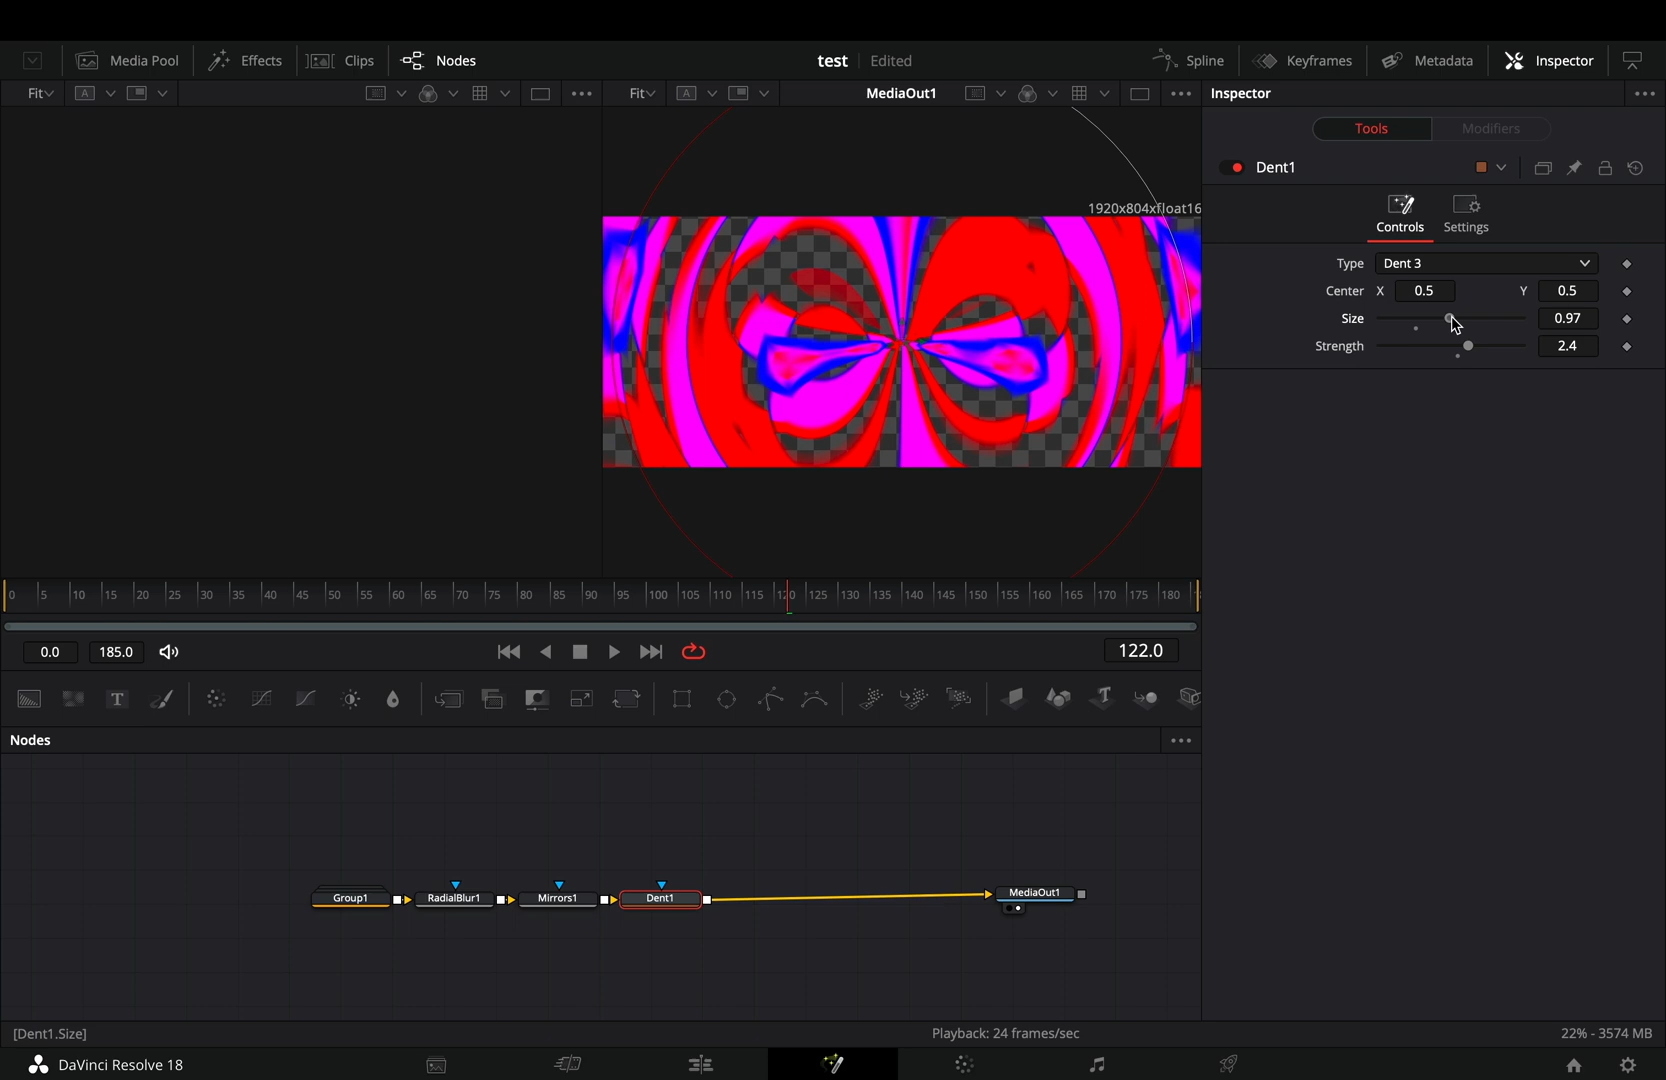 Media Pool Effects Clips Nodes test Edited Spline Keyframes Metadata Inspector
Fit A Fit A MediaOut1 Inspector
Tools Modifiers
Dent1
1920x804xfloat16
Controls Settings
Type Dent 3
Center X 0.5 Y 0.5
Size 0.97
Strength 2.4
0 5 10 15 20 25 30 35 40 45 50 55 60 65 70 75 80 85 90 95 100 105 110 115 120 125 130 135 140 145 150 155 160 165 170 175 180
0.0 185.0 122.0
T T
Nodes
Group1 RadialBlur1 Mirrors1 Dent1 MediaOut1
[Dent1.Size] Playback: 24 frames/sec 22% - 3574 MB
DaVinci Resolve 18